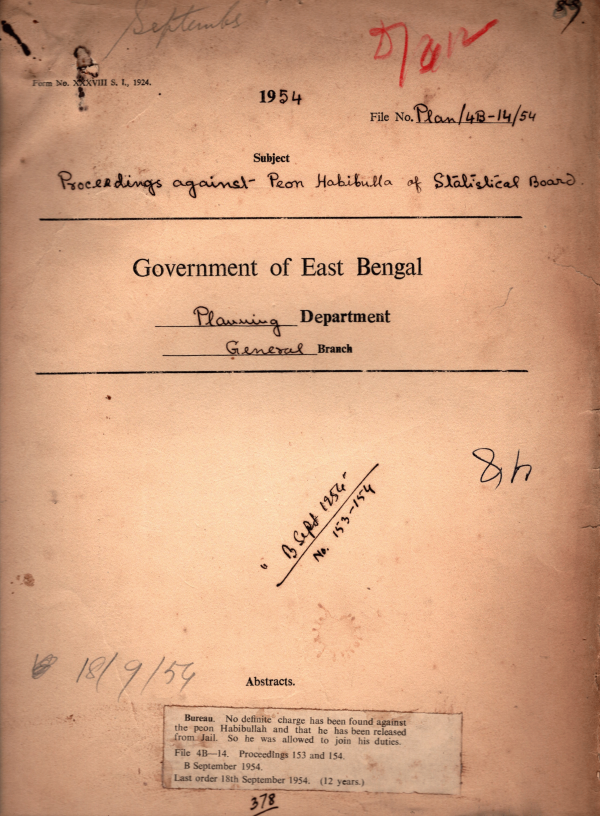 Septembr
89
Form No. XXXVIII S. I., 1924.
1954
File No. Plan/4B-14/54
Subject
Proceedings against Peon Habibulla of Statistical Board.
Government of East Bengal
Planning Department
General Branch
"B Sept 1954"
No. 153-154
18/9/54
Abstracts.
Bureau. No definite charge has been found against
the peon Habibullah and that he has been released
from Jail. So he was allowed to join his duties.
File 4B—14. Proceedings 153 and 154.
B September 1954.
Last order 18th September 1954. (12 years.)
378